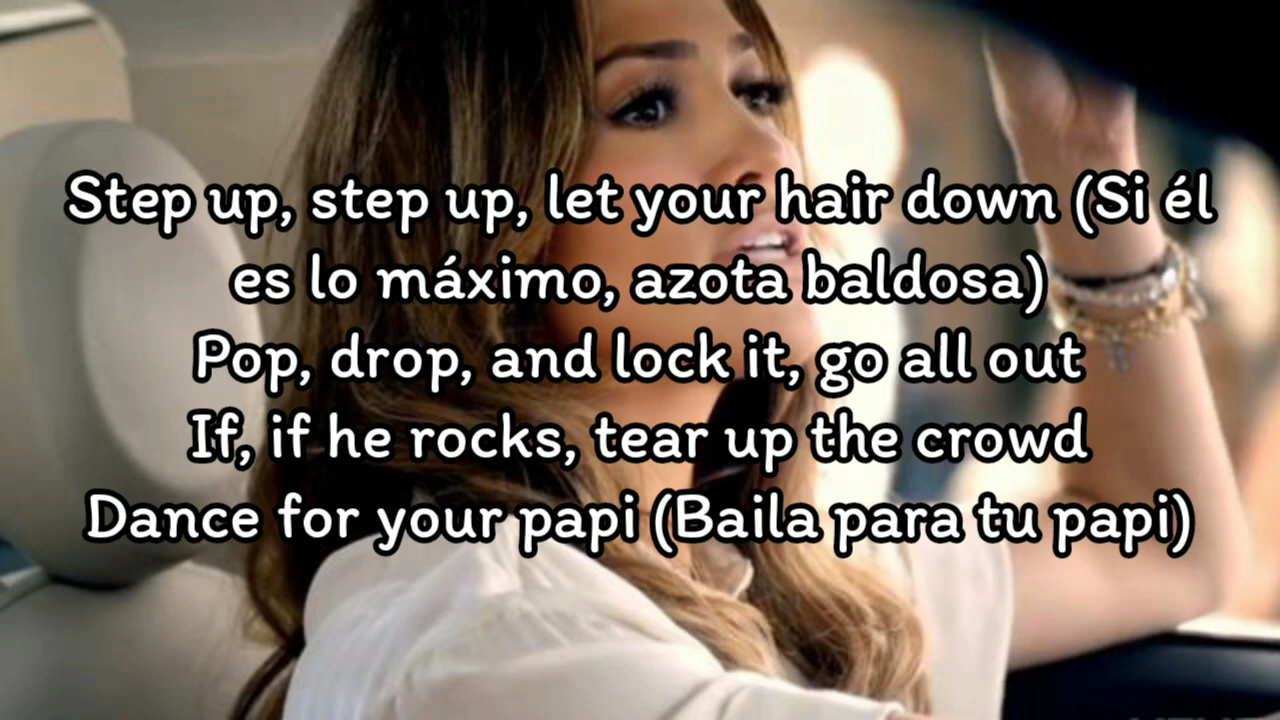 Step up, step up, let your hair down (Si él
es lo máximo, azota baldosa)
Pop, drop, and lock it, go all out
If, if he rocks, tear up the crowd
Dance for your papi (Baila para tu papi)